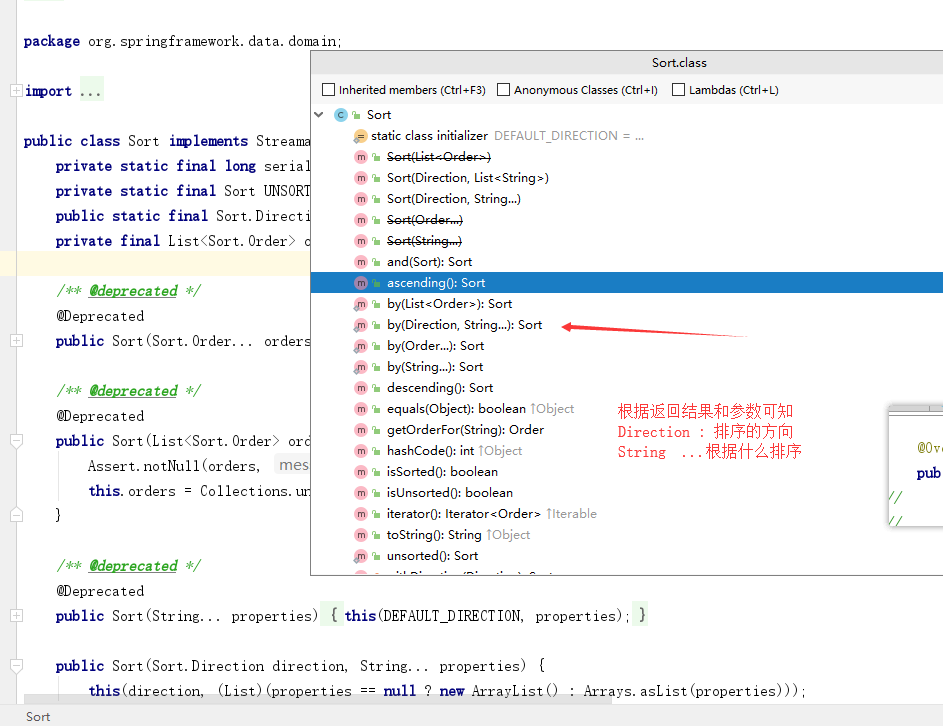 package org.springframework.data.domain;
import ...
public class Sort implements Streama
private static final long serial
private static final Sort UNSORT
public static final Sort.Directi
private final List<Sort.Order> o
/** @deprecated */
@Deprecated
public Sort(Sort.Order... orders
/** @deprecated */
@Deprecated
public Sort(List<Sort.Order> ord
Assert.notNull(orders, mes
this.orders = Collections.un
}
/** @deprecated */
@Deprecated
public Sort(String... properties) { this(DEFAULT_DIRECTION, properties); }
public Sort(Sort.Direction direction, String... properties) {
this(direction, (List)(properties == null ? new ArrayList() : Arrays.asList(properties)));
Sort
Sort.class
Inherited members (Ctrl+F3) Anonymous Classes (Ctrl+I) Lambdas (Ctrl+L)
Sort
static class initializer DEFAULT_DIRECTION = ...
Sort(List<Order>)
Sort(Direction, List<String>)
Sort(Direction, String...)
Sort(Order...)
Sort(String...)
and(Sort): Sort
ascending(): Sort
by(List<Order>): Sort
by(Direction, String...): Sort
by(Order...): Sort
by(String...): Sort
descending(): Sort
equals(Object): boolean ↑Object
getOrderFor(String): Order
hashCode(): int ↑Object
isSorted(): boolean
isUnsorted(): boolean
iterator(): Iterator<Order> ↑Iterable
toString(): String ↑Object
unsorted(): Sort
根据返回结果和参数可知
Direction : 排序的方向
String ...根据什么排序
@Ove
pub
//
//